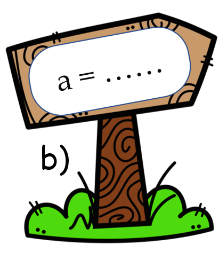 a = ......
b)